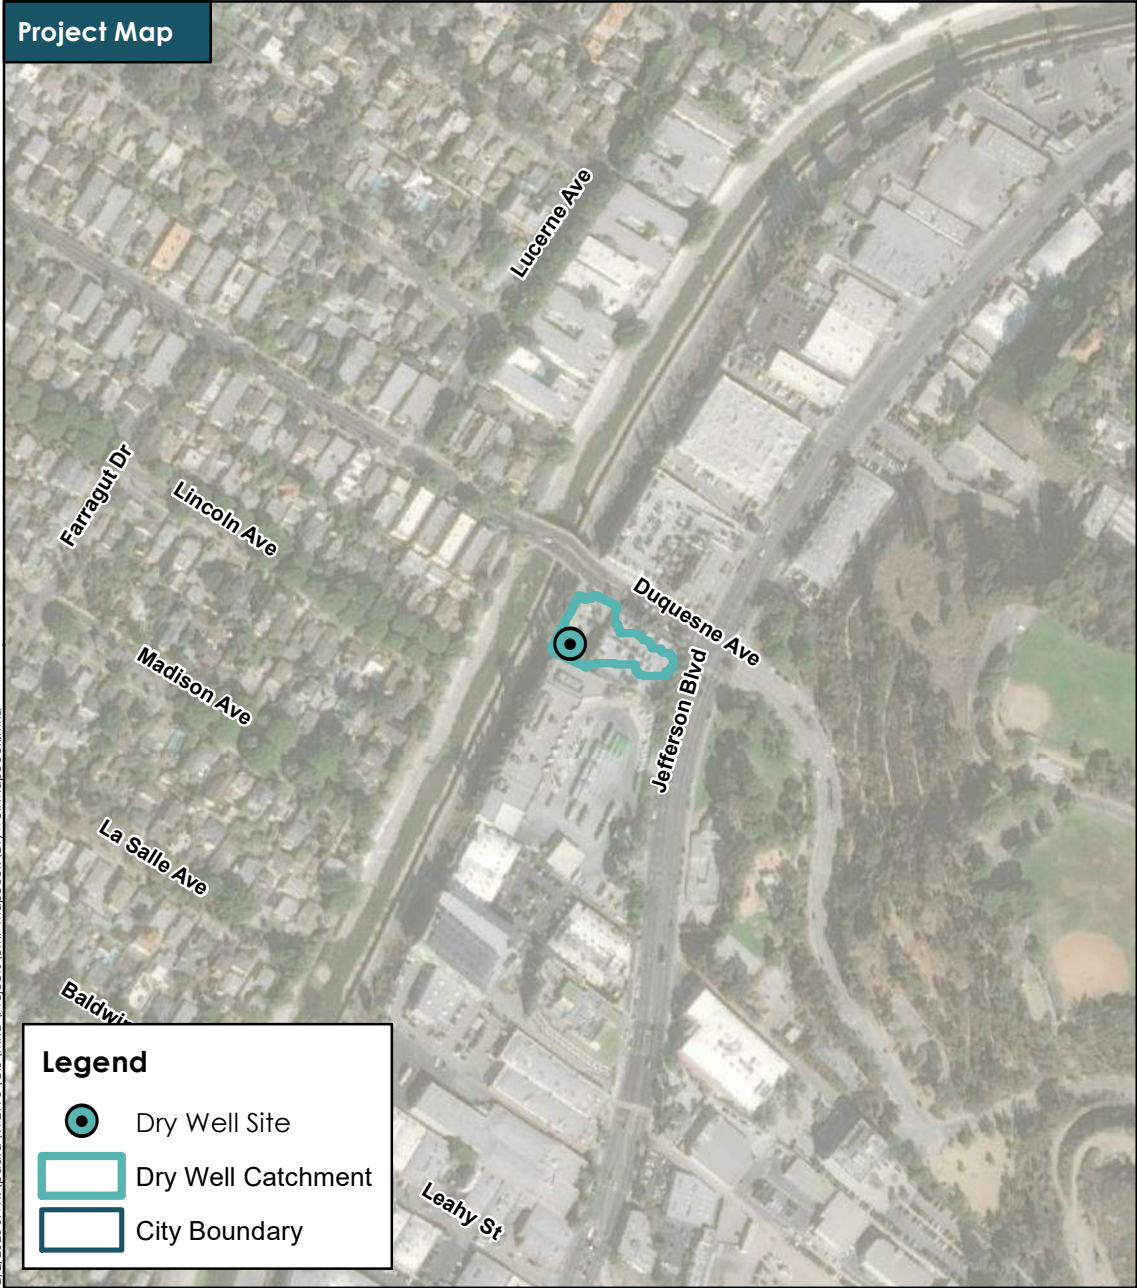 Project Map
Lucerne Ave
Farragut Dr
Lincoln Ave
Duquesne Ave
Madison Ave
Jefferson Blvd
La Salle Ave
Baldwin
Legend
Dry Well Site
Dry Well Catchment
City Boundary
Leahy St